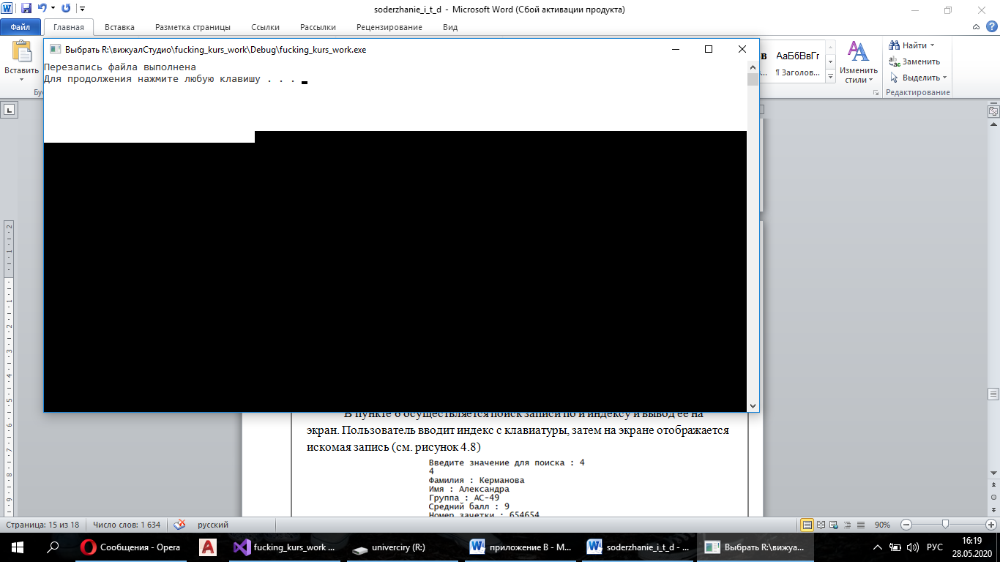 soderzhanie_i_t_d - Microsoft Word (Сбой активации продукта)
Файл Главная Вставка Разметка страницы Ссылки Рассылки Рецензирование Вид
Вставить
АаБбВвГг
¶ Заголо...
Изменить стили
Найти
Заменить
Выделить
Редактирование
Выбрать R:\вижуалСтудио\fucking_kurs_work\Debug\fucking_kurs_work.exe
Перезапись файла выполнена
Для продолжения нажмите любую клавишу . . .
В пункте 6 осуществляется поиск записи по и индексу и вывод ее на
экран. Пользователь вводит индекс с клавиатуры, затем на экране отображается
искомая запись (см. рисунок 4.8)
Введите значение для поиска : 4
4
Фамилия : Керманова
Имя : Александра
Группа : АС-49
Средний балл : 9
Номер зачетки : 654654
Страница: 15 из 18 Число слов: 1 634 русский 90%
Сообщения - Opera fucking_kurs_work ... univerciry (R:) приложение В - M... soderzhanie_i_t_d - ... Выбрать R:\вижуа... РУС 16:19
28.05.2020